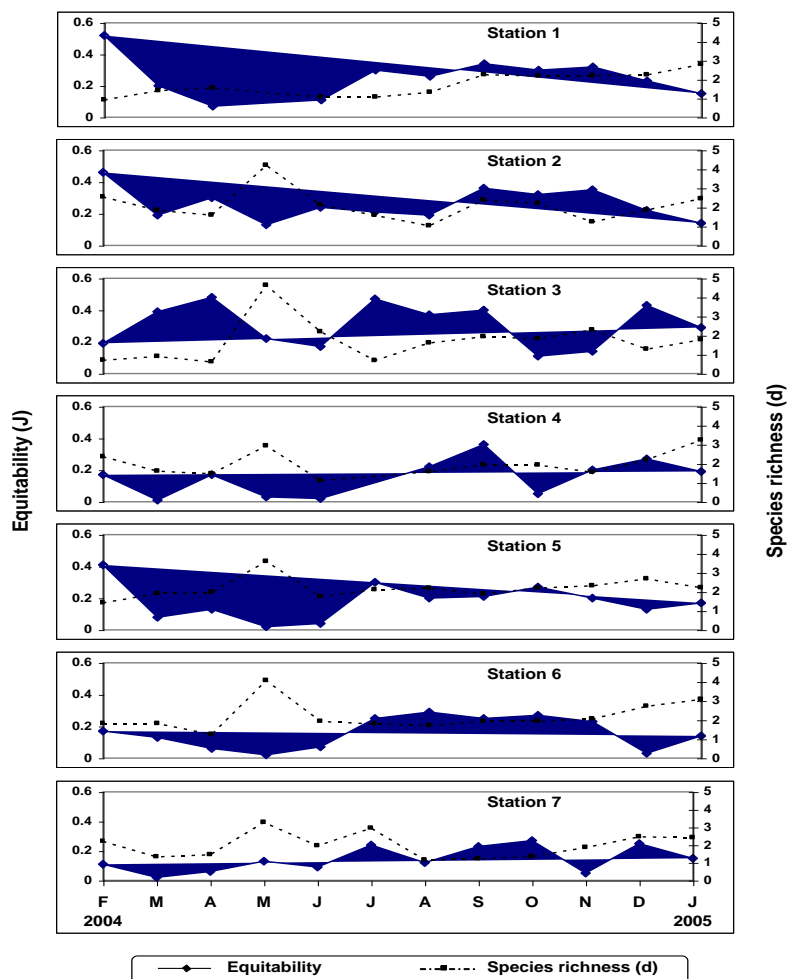 Station 1
0.6 0.4 0.2 0
5 4 3 2 1 0
Station 2
0.6 0.4 0.2 0
5 4 3 2 1 0
Station 3
0.6 0.4 0.2 0
5 4 3 2 1 0
Station 4
0.6 0.4 0.2 0
5 4 3 2 1 0
Station 5
0.6 0.4 0.2 0
5 4 3 2 1 0
Station 6
0.6 0.4 0.2 0
5 4 3 2 1 0
Station 7
0.6 0.4 0.2 0
5 4 3 2 1 0
Equitability (J)
Species richness (d)
F M A M J J A S O N D J
2004 2005
Equitability Species richness (d)